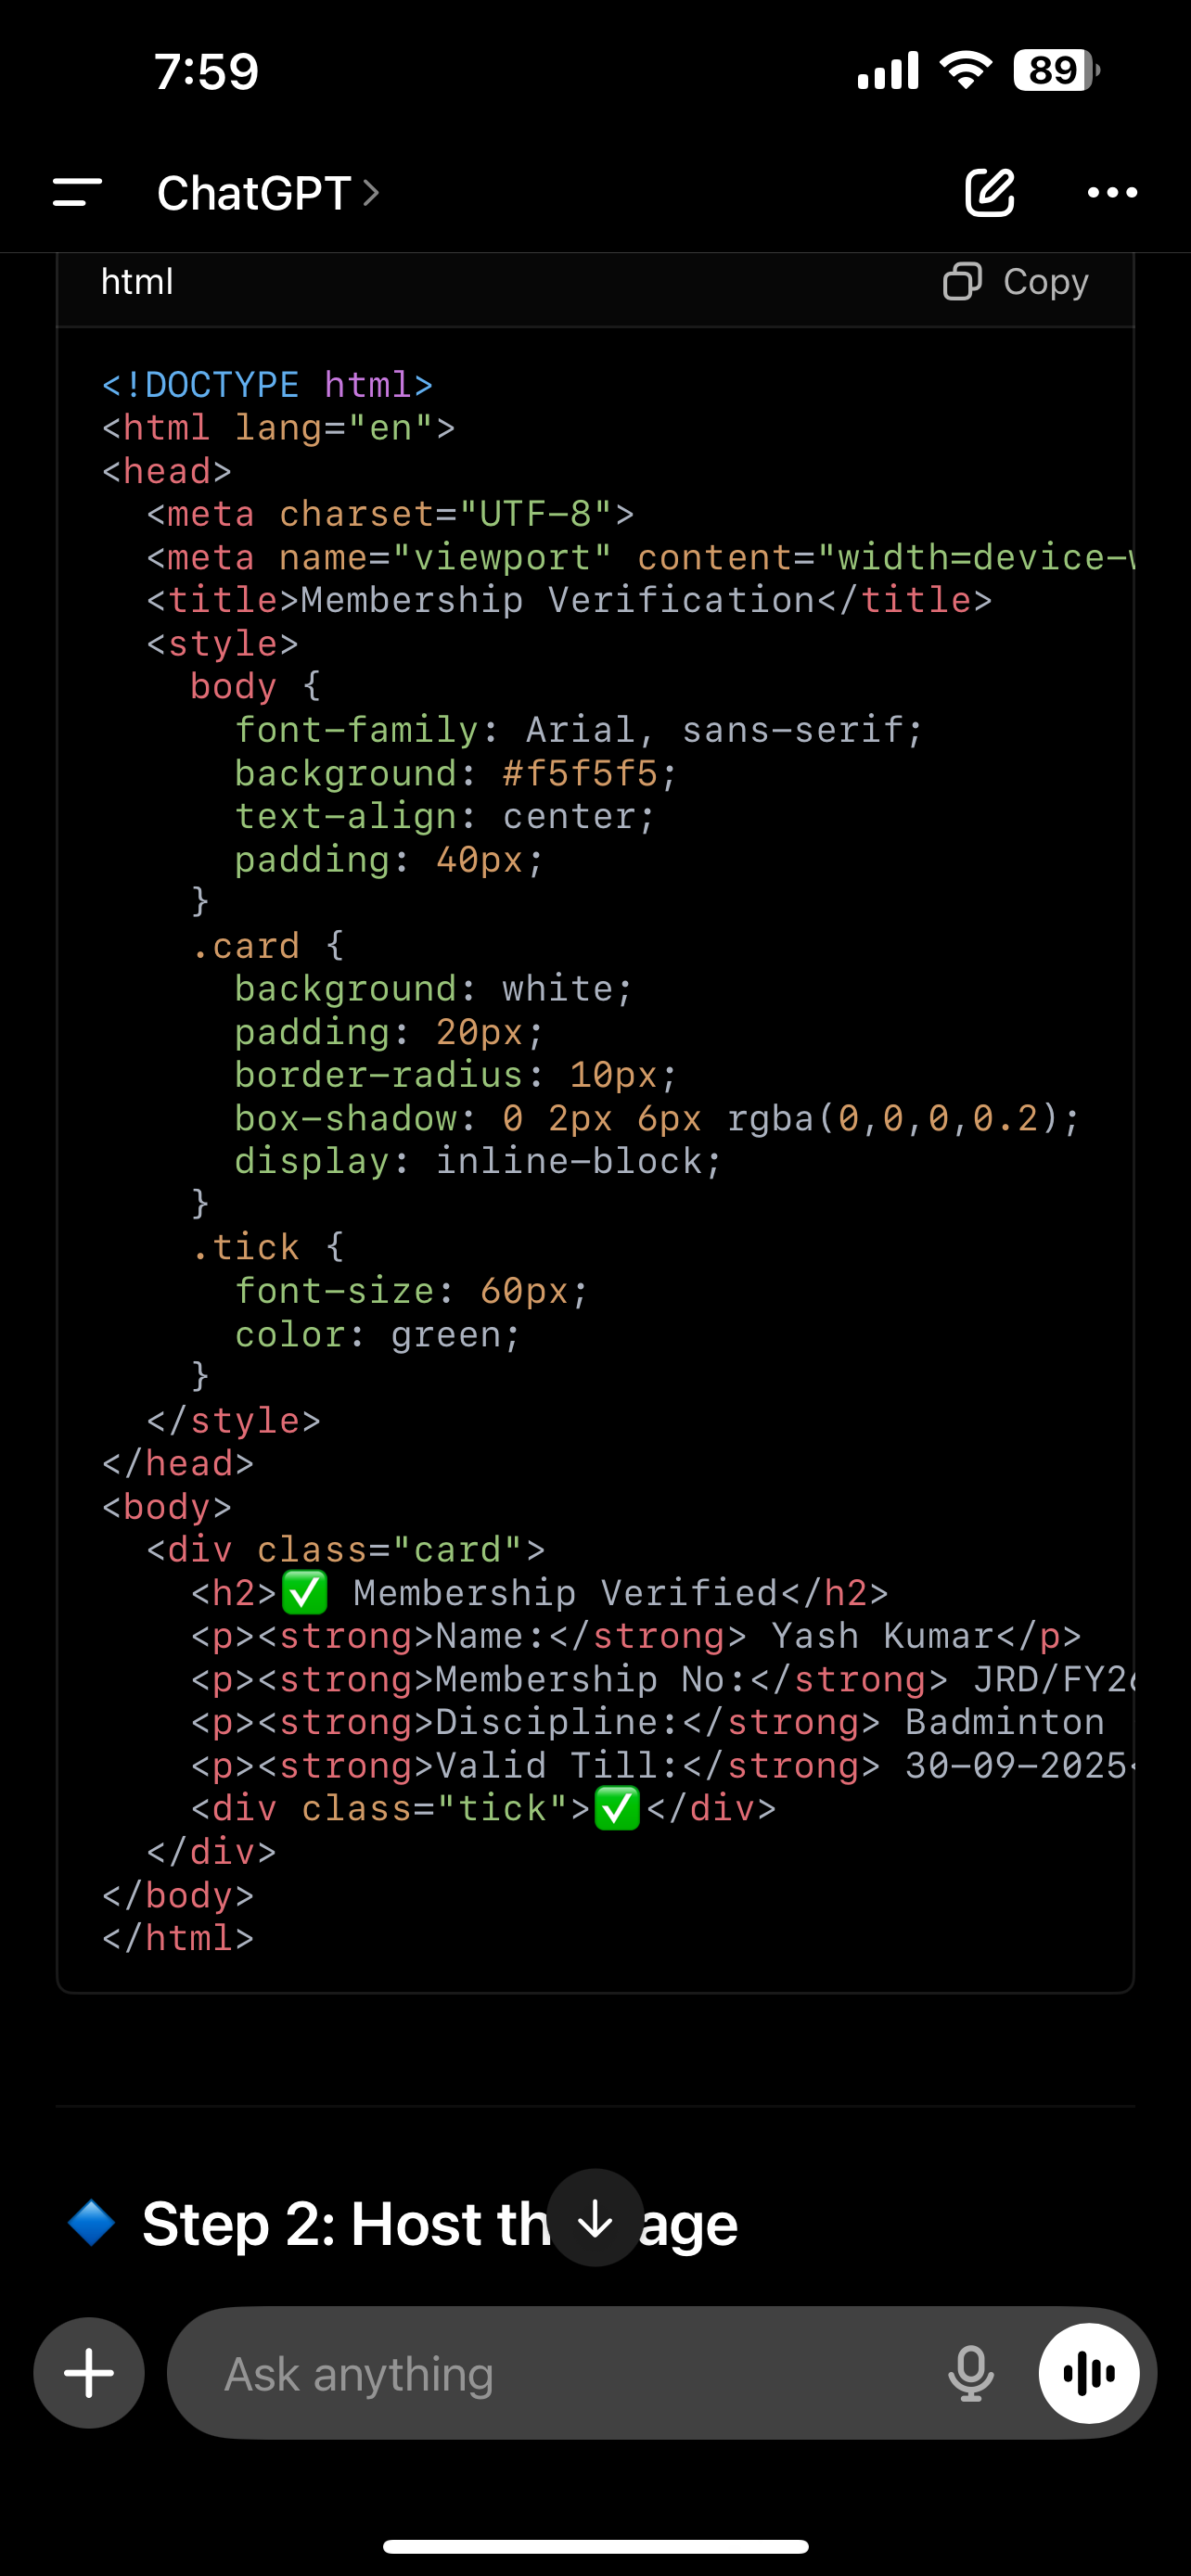 7:59
89
ChatGPT
html
Copy
<!DOCTYPE html>
<html lang="en">
<head>
  <meta charset="UTF-8">
  <meta name="viewport" content="width=device-
  <title>Membership Verification</title>
  <style>
    body {
      font-family: Arial, sans-serif;
      background: #f5f5f5;
      text-align: center;
      padding: 40px;
    }
    .card {
      background: white;
      padding: 20px;
      border-radius: 10px;
      box-shadow: 0 2px 6px rgba(0,0,0,0.2);
      display: inline-block;
    }
    .tick {
      font-size: 60px;
      color: green;
    }
  </style>
</head>
<body>
  <div class="card">
    <h2>✅ Membership Verified</h2>
    <p><strong>Name:</strong> Yash Kumar</p>
    <p><strong>Membership No:</strong> JRD/FY26
    <p><strong>Discipline:</strong> Badminton
    <p><strong>Valid Till:</strong> 30-09-2025<
    <div class="tick">✅</div>
  </div>
</body>
</html>
🔷 Step 2: Host th age
Ask anything